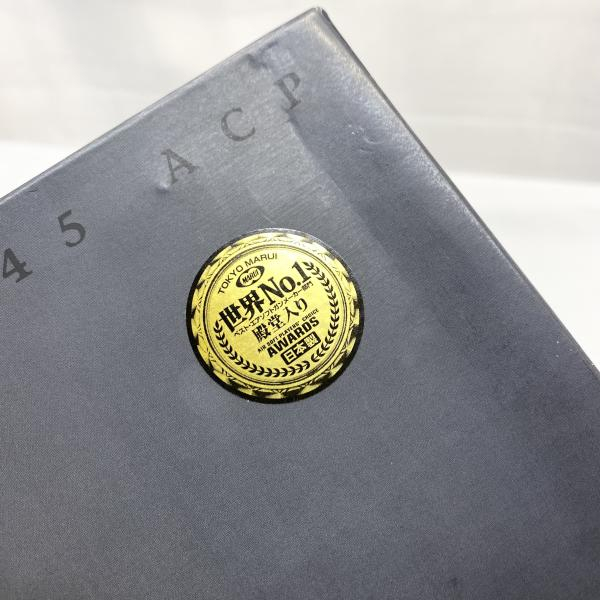 45 ACP
TOKYO MARUI
MARUI
世界No.1
ベスト・エアソフトガンメーカー部門
殿堂入り
AIR SOFT PLAYERS' CHOICE
AWARDS
日本製